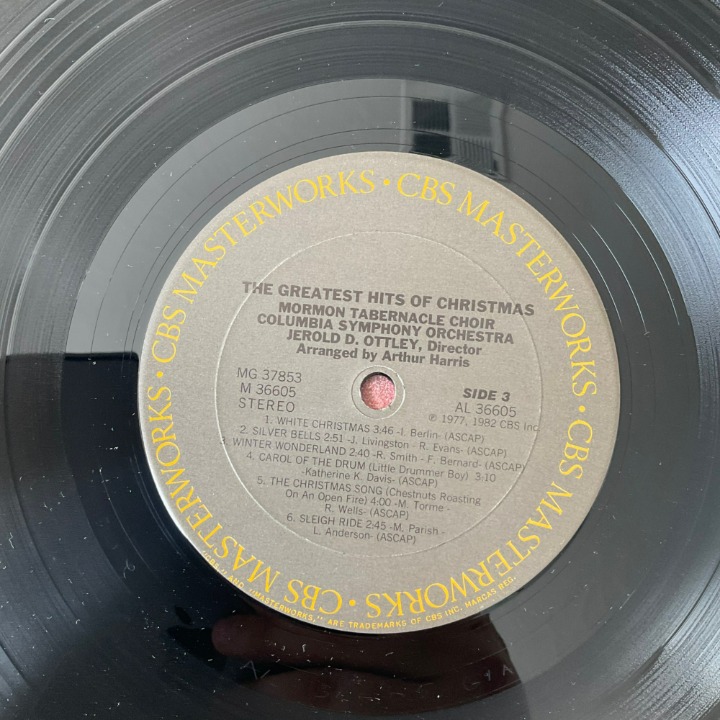 CBS MASTERWORKS • CBS MASTERWORKS • CBS MASTERWORKS • CBS MASTERWORKS •
THE GREATEST HITS OF CHRISTMAS
MORMON TABERNACLE CHOIR
COLUMBIA SYMPHONY ORCHESTRA
JEROLD D. OTTLEY, Director
Arranged by Arthur Harris
MG 37853
M 36605
STEREO
SIDE 3
AL 36605
℗ 1977, 1982 CBS Inc.
1. WHITE CHRISTMAS 3:46 -I. Berlin- (ASCAP)
2. SILVER BELLS 2:51 -J. Livingston - R. Evans- (ASCAP)
3. WINTER WONDERLAND 2:40 -R. Smith - F. Bernard- (ASCAP)
4. CAROL OF THE DRUM (Little Drummer Boy) 3:10
-Katherine K. Davis- (ASCAP)
5. THE CHRISTMAS SONG (Chestnuts Roasting
On An Open Fire) 4:00 -M. Torme -
R. Wells- (ASCAP)
6. SLEIGH RIDE 2:45 -M. Parish -
L. Anderson- (ASCAP)
"CBS" AND "MASTERWORKS," ARE TRADEMARKS OF CBS INC. MARCAS REG.